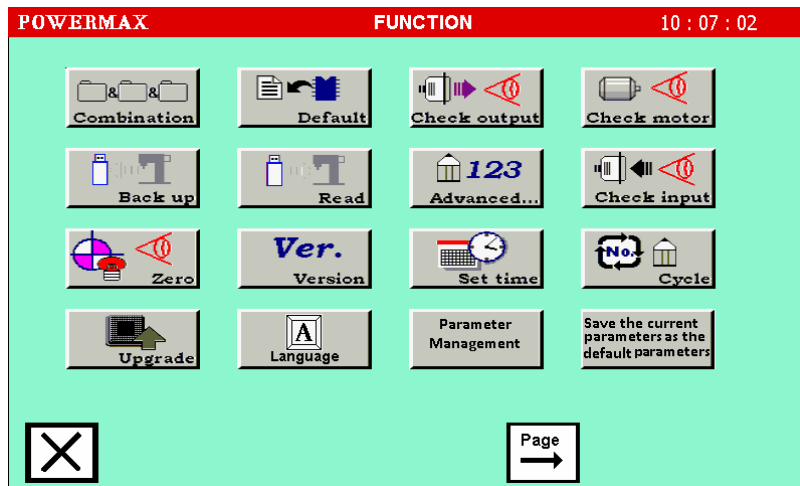 POWERMAX FUNCTION 10 : 07 : 02
& &
Combination
Default
Check output
Check motor
Back up
Read
123
Advanced...
Check input
Zero
Ver.
Version
Set time
No.
Cycle
Upgrade
A
Language
Parameter
Management
Save the current
parameters as the
default parameters
Page